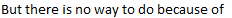 But there is no way to do because of